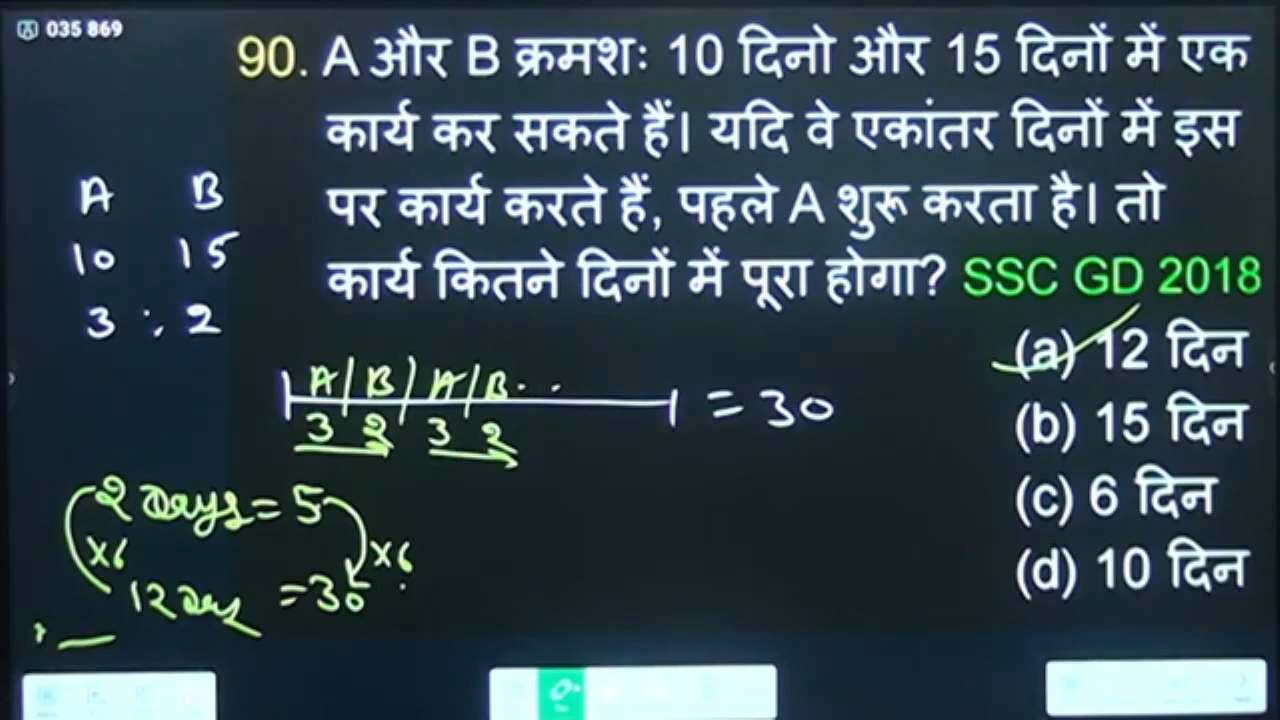 035 869
90. A और B क्रमशः 10 दिनो और 15 दिनों में एक
कार्य कर सकते हैं। यदि वे एकांतर दिनों में इस
पर कार्य करते हैं, पहले A शुरू करता है। तो
कार्य कितने दिनों में पूरा होगा? SSC GD 2018
A B
10 15
3 : 2
(a) 12 दिन
(b) 15 दिन
(c) 6 दिन
(d) 10 दिन
A / B / A / B . .
= 30
3 2 3 2
2 Days = 5
×6 ×6
12 Day = 30